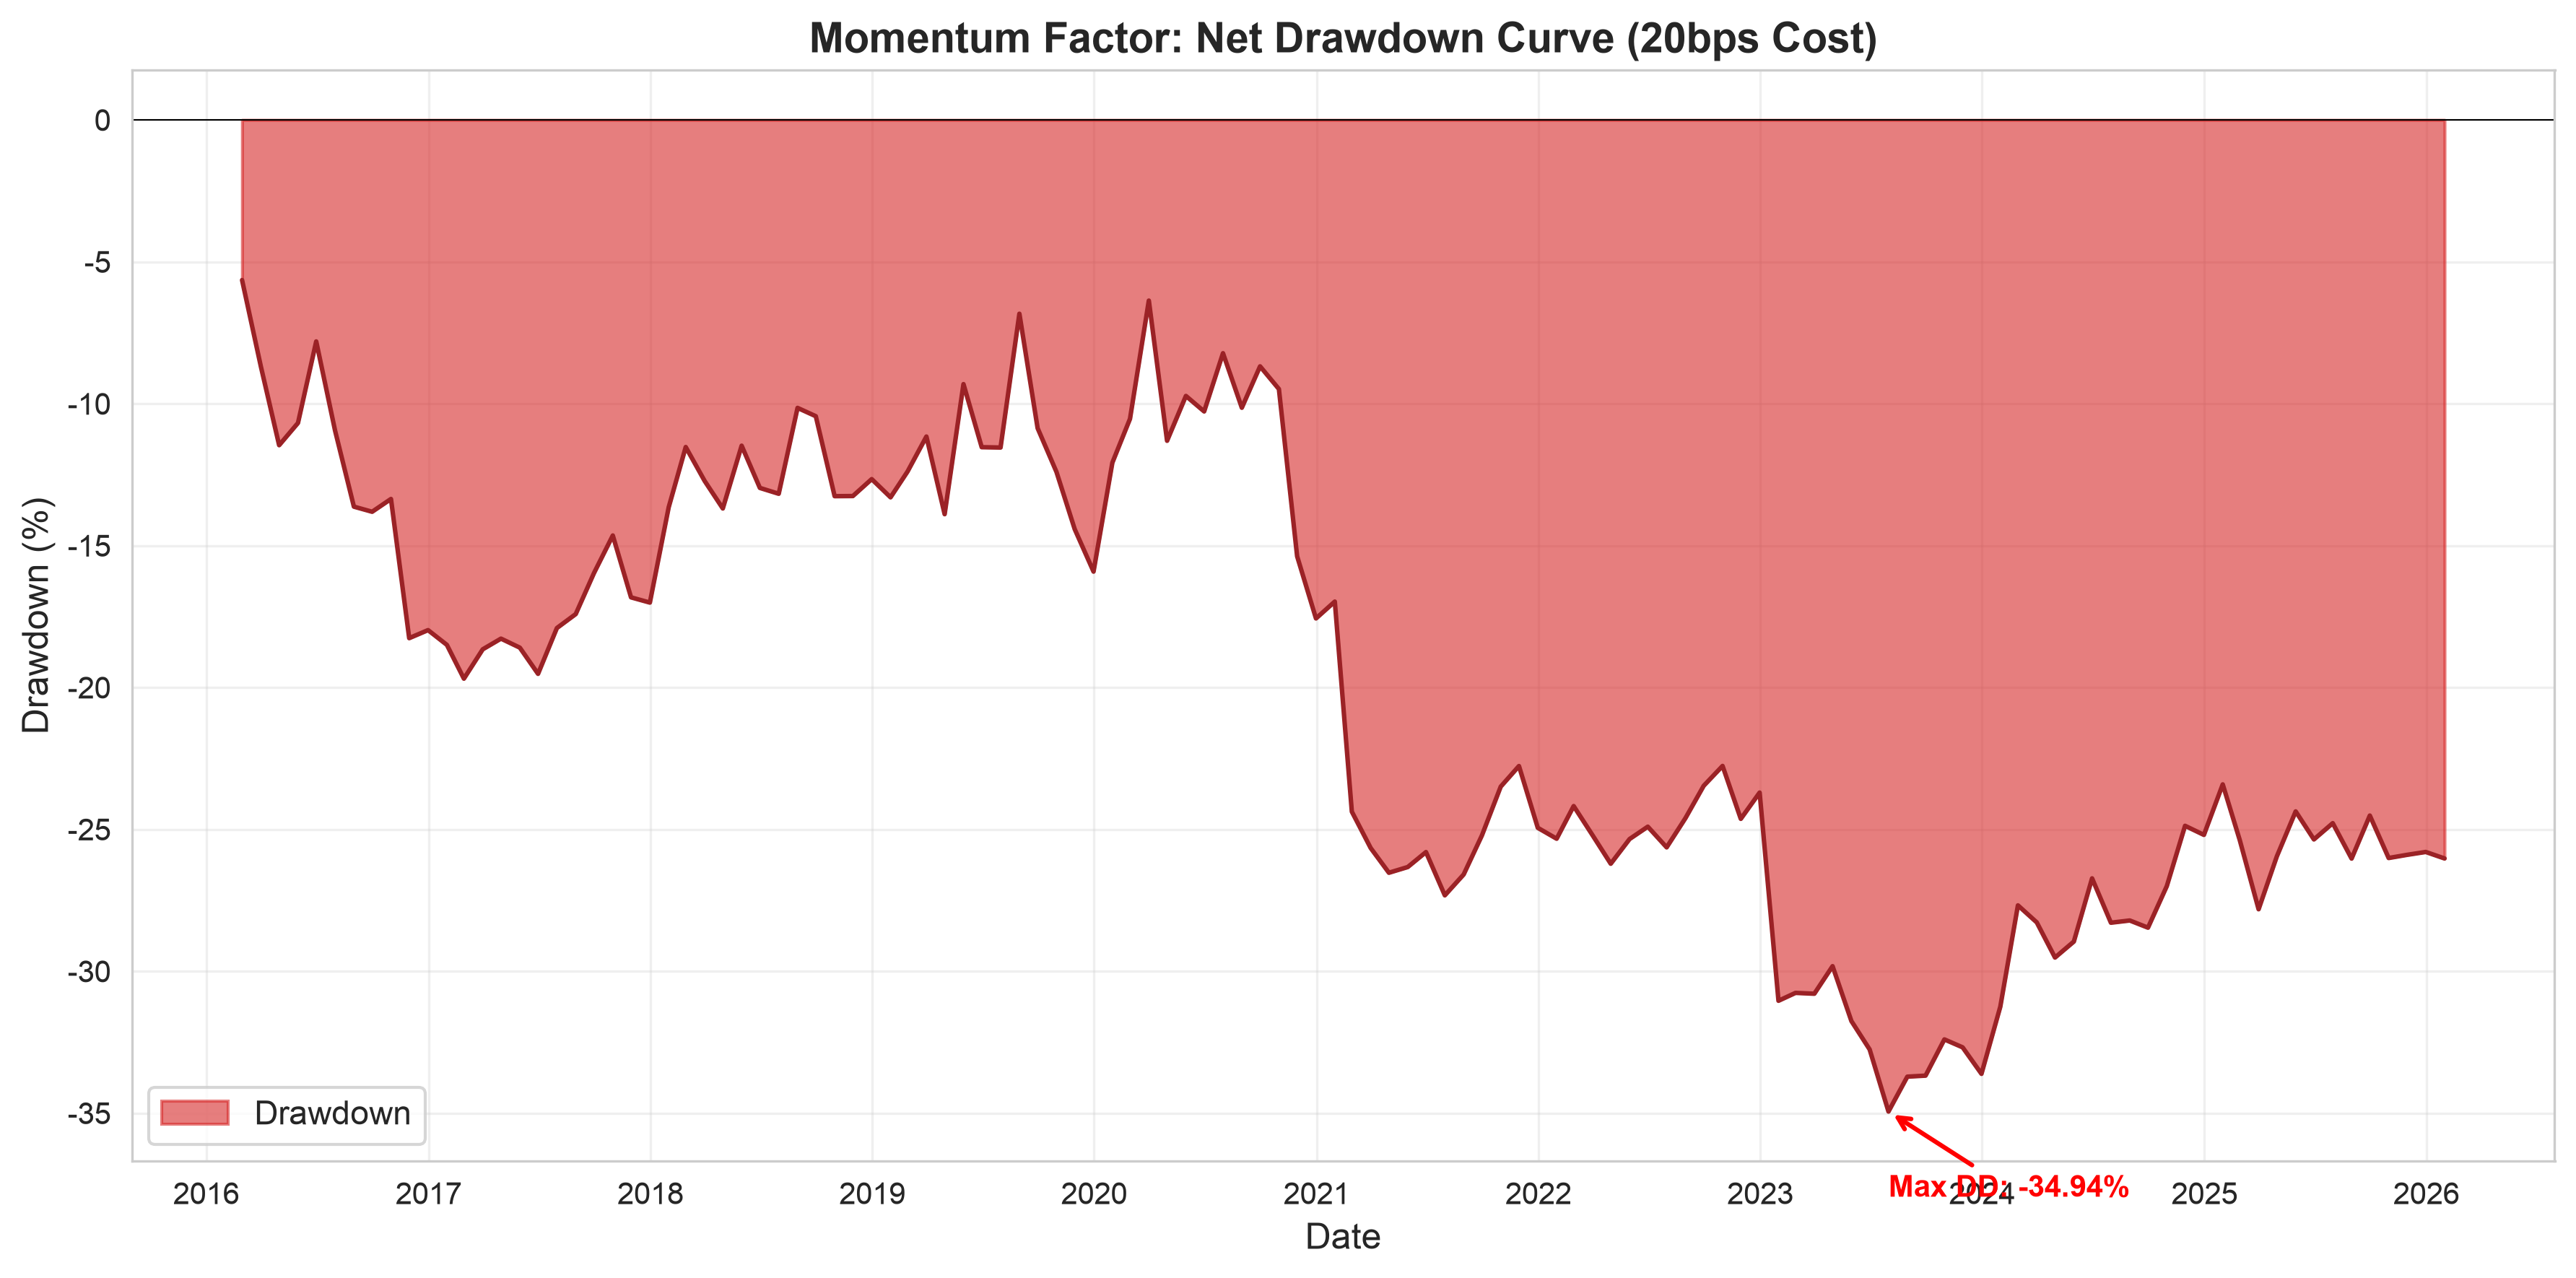 Momentum Factor: Net Drawdown Curve (20bps Cost)
Drawdown (%)
0
-5
-10
-15
-20
-25
-30
-35
Drawdown
Max DD: -34.94%
2016 2017 2018 2019 2020 2021 2022 2023 2024 2025 2026
Date